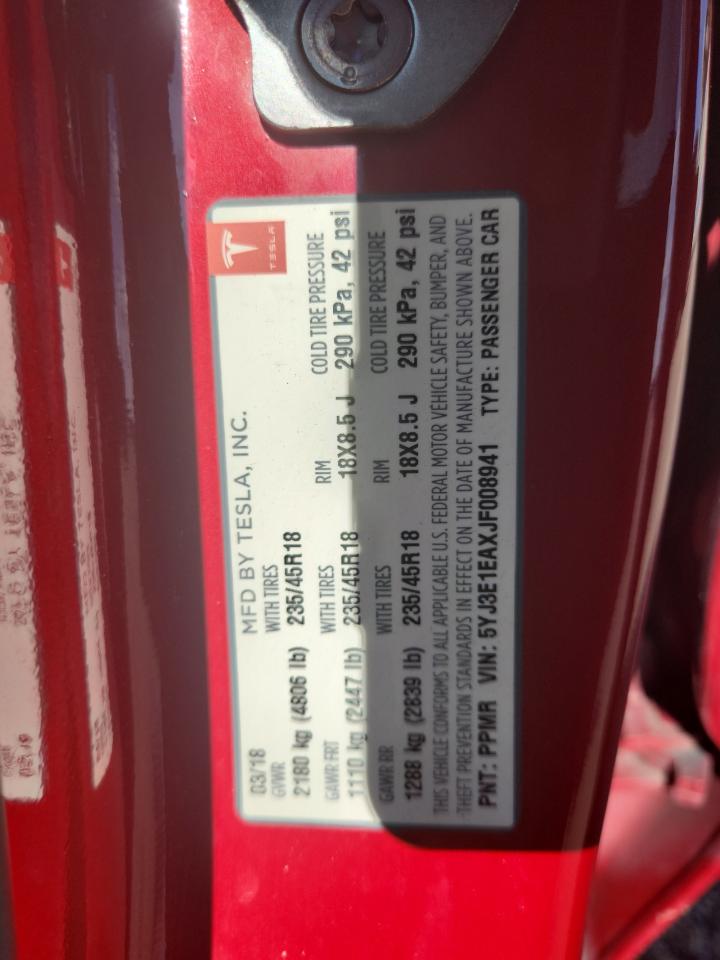 MFD BY TESLA, INC.
TESLA
03/18
GVWR WITH TIRES
2180 kg (4806 lb) 235/45R18
GAWR FRT WITH TIRES RIM COLD TIRE PRESSURE
1110 kg (2447 lb) 235/45R18 18X8.5 J 290 kPa, 42 psi
GAWR RR WITH TIRES RIM COLD TIRE PRESSURE
1288 kg (2839 lb) 235/45R18 18X8.5 J 290 kPa, 42 psi
THIS VEHICLE CONFORMS TO ALL APPLICABLE U.S. FEDERAL MOTOR VEHICLE SAFETY, BUMPER, AND
THEFT PREVENTION STANDARDS IN EFFECT ON THE DATE OF MANUFACTURE SHOWN ABOVE.
PNT: PPMR VIN: 5YJ3E1EAXJF008941 TYPE: PASSENGER CAR